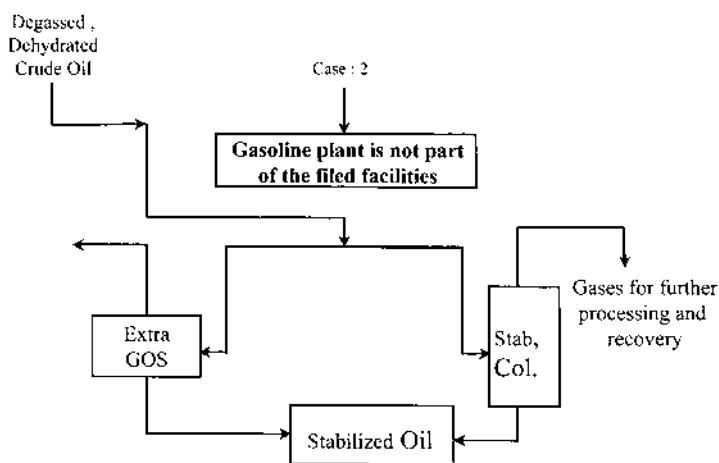 Degassed ,
Dehydrated
Crude Oil
Case : 2
Gasoline plant is not part
of the filed facilities
Gases for further
processing and
recovery
Extra
GOS
Stab,
Col.
Stabilized Oil